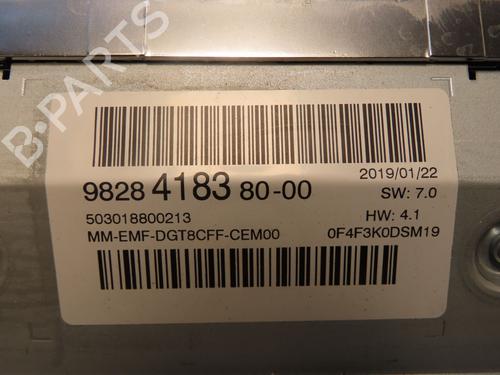 B-PARTS
2019/01/22
9828 4183 80-00
SW: 7.0
503018800213
HW: 4.1
MM-EMF-DGT8CFF-CEM00
0F4F3K0DSM19